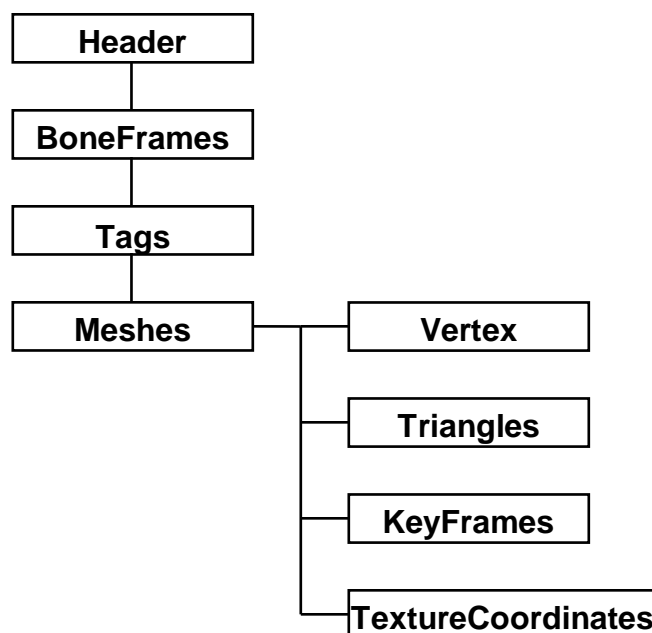 Header
BoneFrames
Tags
Meshes
Vertex
Triangles
KeyFrames
TextureCoordinates